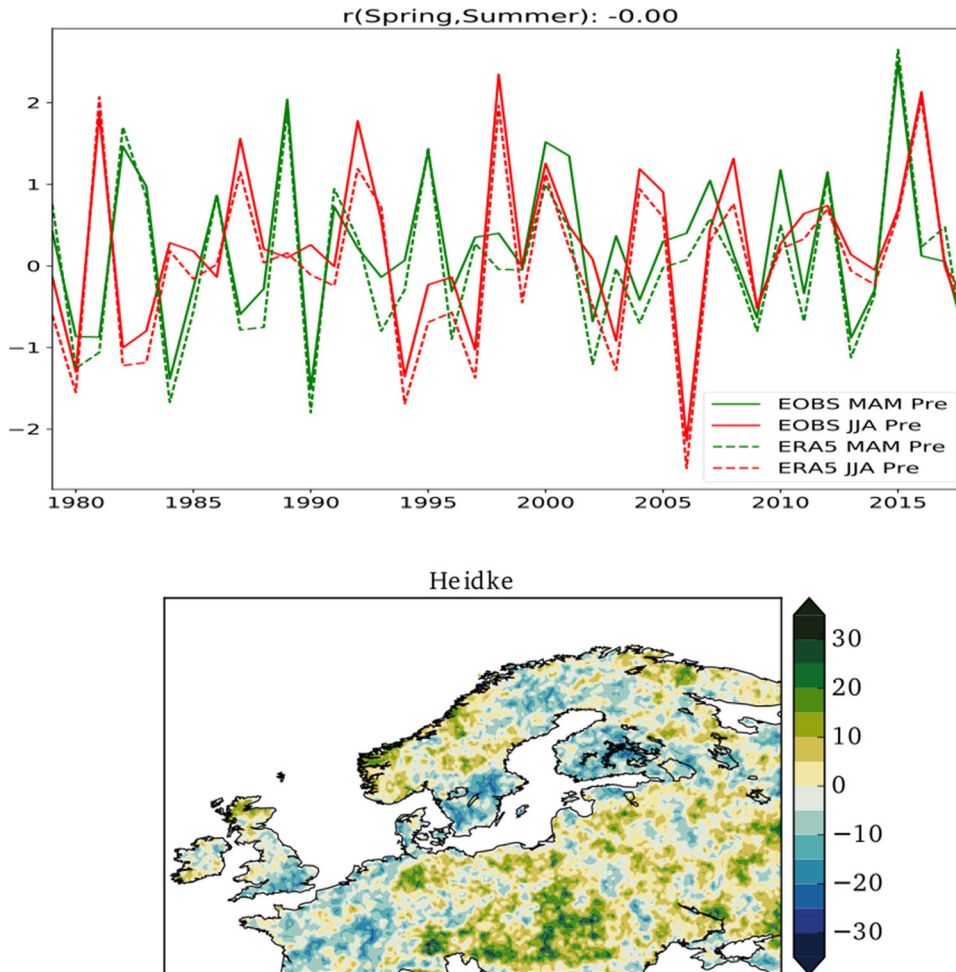 r(Spring,Summer): -0.00
2
1
0
−1
−2
EOBS MAM Pre
EOBS JJA Pre
ERA5 MAM Pre
ERA5 JJA Pre
1980 1985 1990 1995 2000 2005 2010 2015
Heidke
30
20
10
0
−10
−20
−30